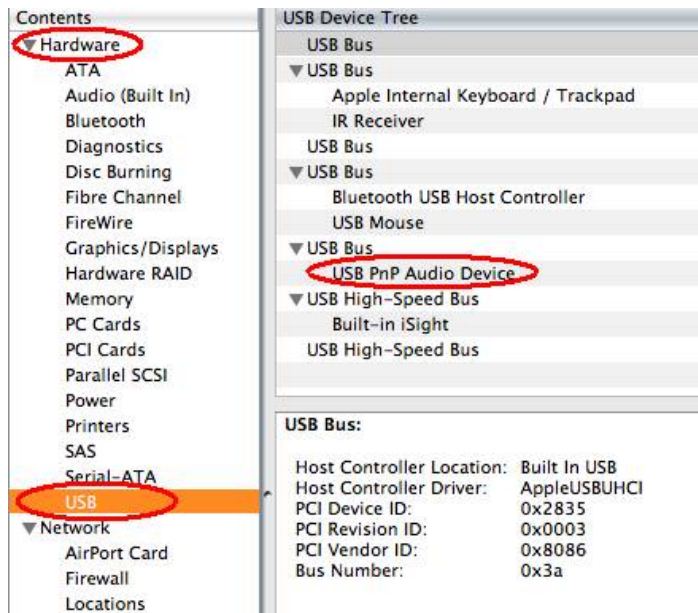 Contents
Hardware
ATA
Audio (Built In)
Bluetooth
Diagnostics
Disc Burning
Fibre Channel
FireWire
Graphics/Displays
Hardware RAID
Memory
PC Cards
PCI Cards
Parallel SCSI
Power
Printers
SAS
Serial-ATA
USB
Network
AirPort Card
Firewall
Locations
USB Device Tree
USB Bus
USB Bus
Apple Internal Keyboard / Trackpad
IR Receiver
USB Bus
USB Bus
Bluetooth USB Host Controller
USB Mouse
USB Bus
USB PnP Audio Device
USB High-Speed Bus
Built-in iSight
USB High-Speed Bus
USB Bus:
Host Controller Location: Built In USB
Host Controller Driver: AppleUSBUHCI
PCI Device ID: 0x2835
PCI Revision ID: 0x0003
PCI Vendor ID: 0x8086
Bus Number: 0x3a